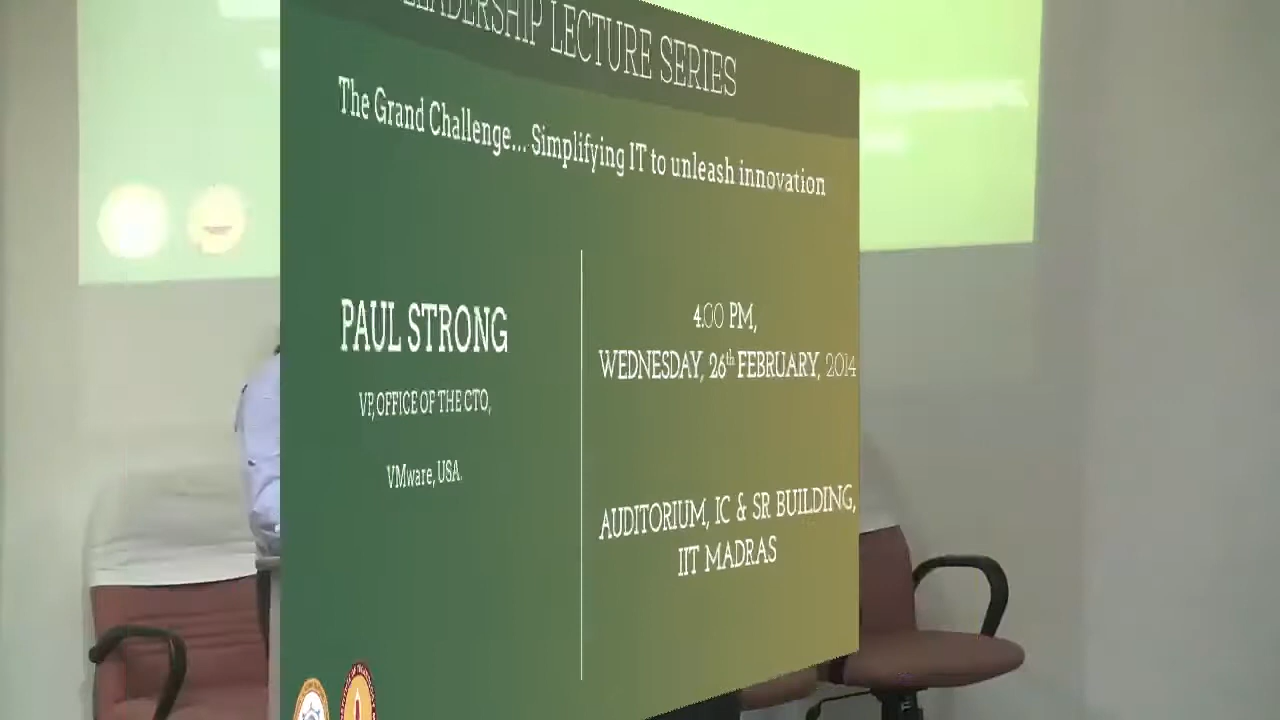 LEADERSHIP LECTURE SERIES
The Grand Challenge... Simplifying IT to unleash innovation
PAUL STRONG
VP, OFFICE OF THE CTO,
VMware, USA.
4.00 PM,
WEDNESDAY, 26th FEBRUARY, 2014
AUDITORIUM, IC & SR BUILDING,
IIT MADRAS